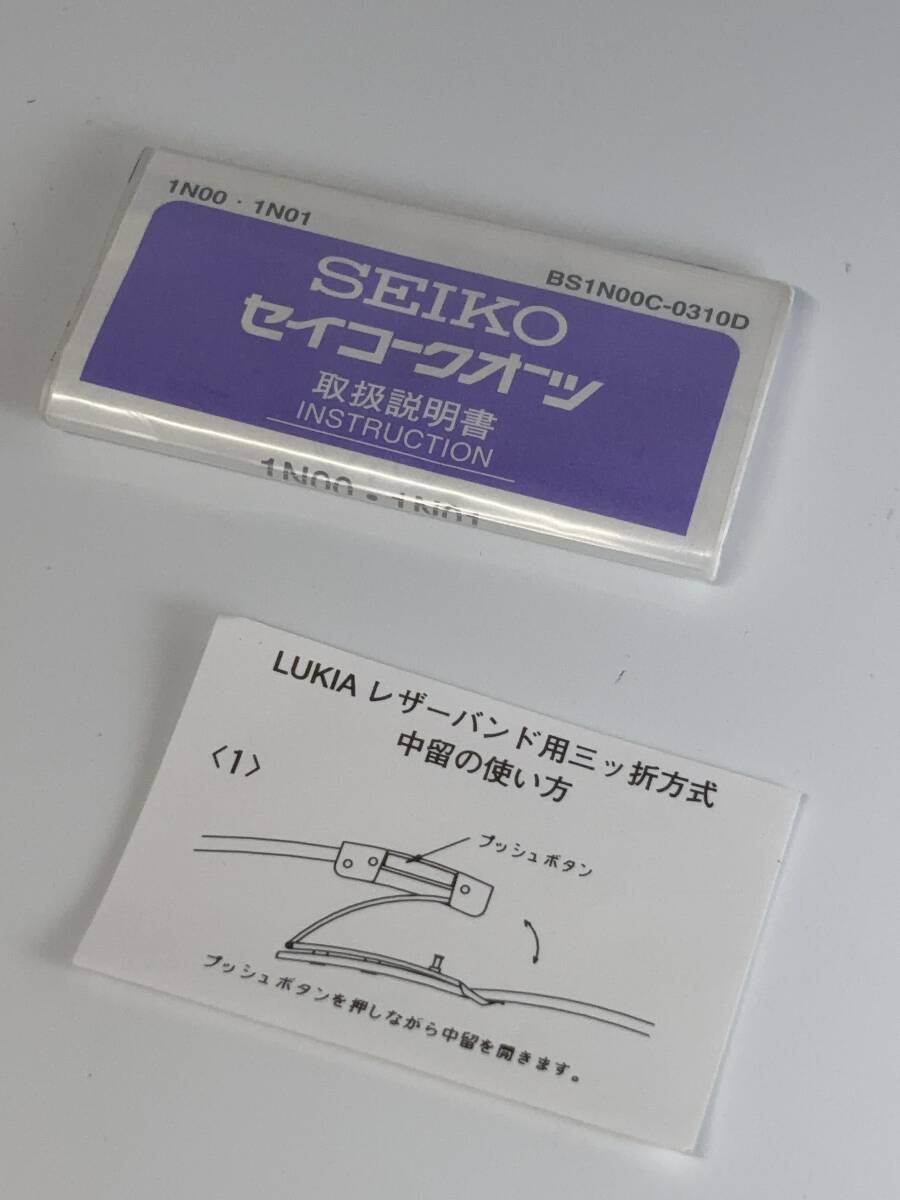 1N00・1N01
BS1N00C-0310D
SEIKO
セイコークオーツ
取扱説明書
INSTRUCTION
1N00・1N01
LUKIA レザーバンド用三ッ折方式
中留の使い方
〈1〉
プッシュボタン
プッシュボタンを押しながら中留を開きます。